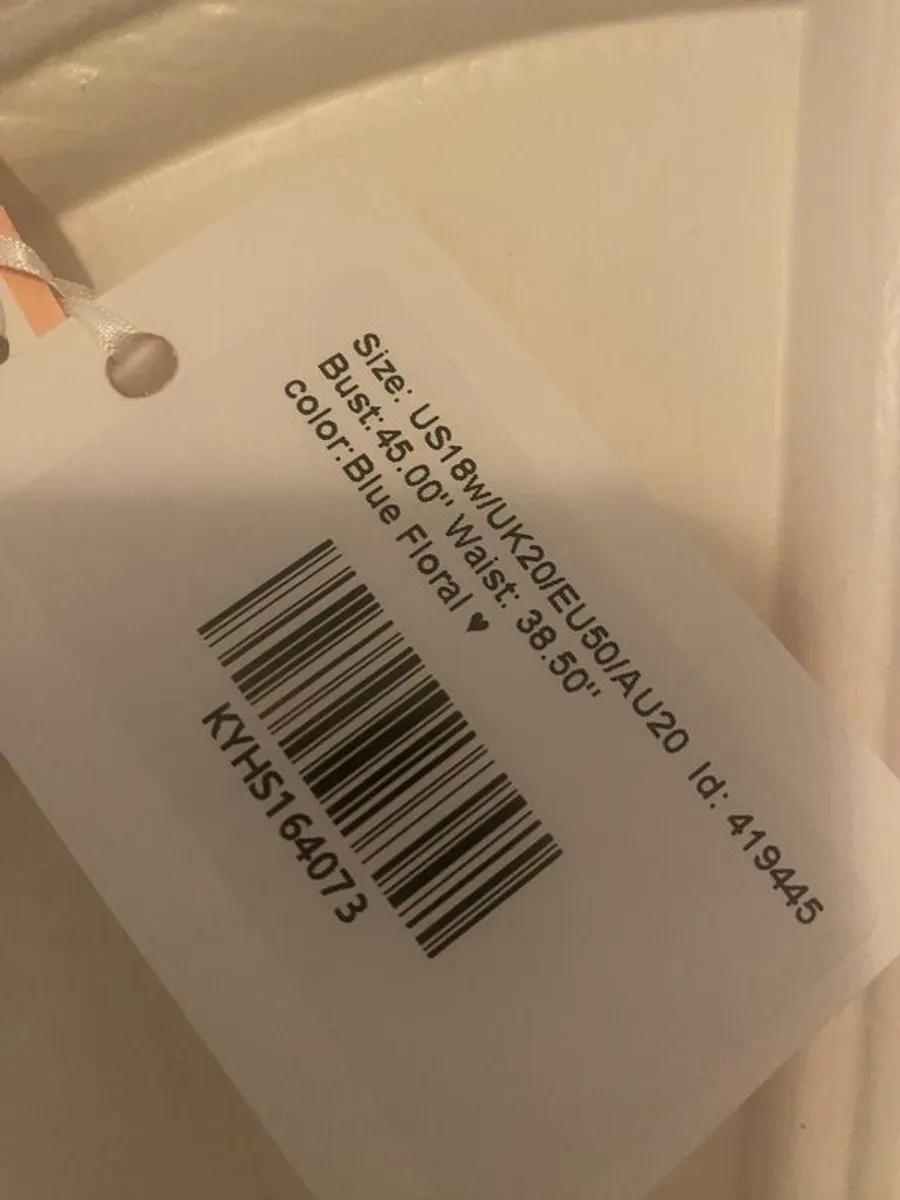 Size: US18w/UK20/EU50/AU20 Id: 419445
Bust:45.00" Waist: 38.50"
color:Blue Floral ♥
KYHS164073